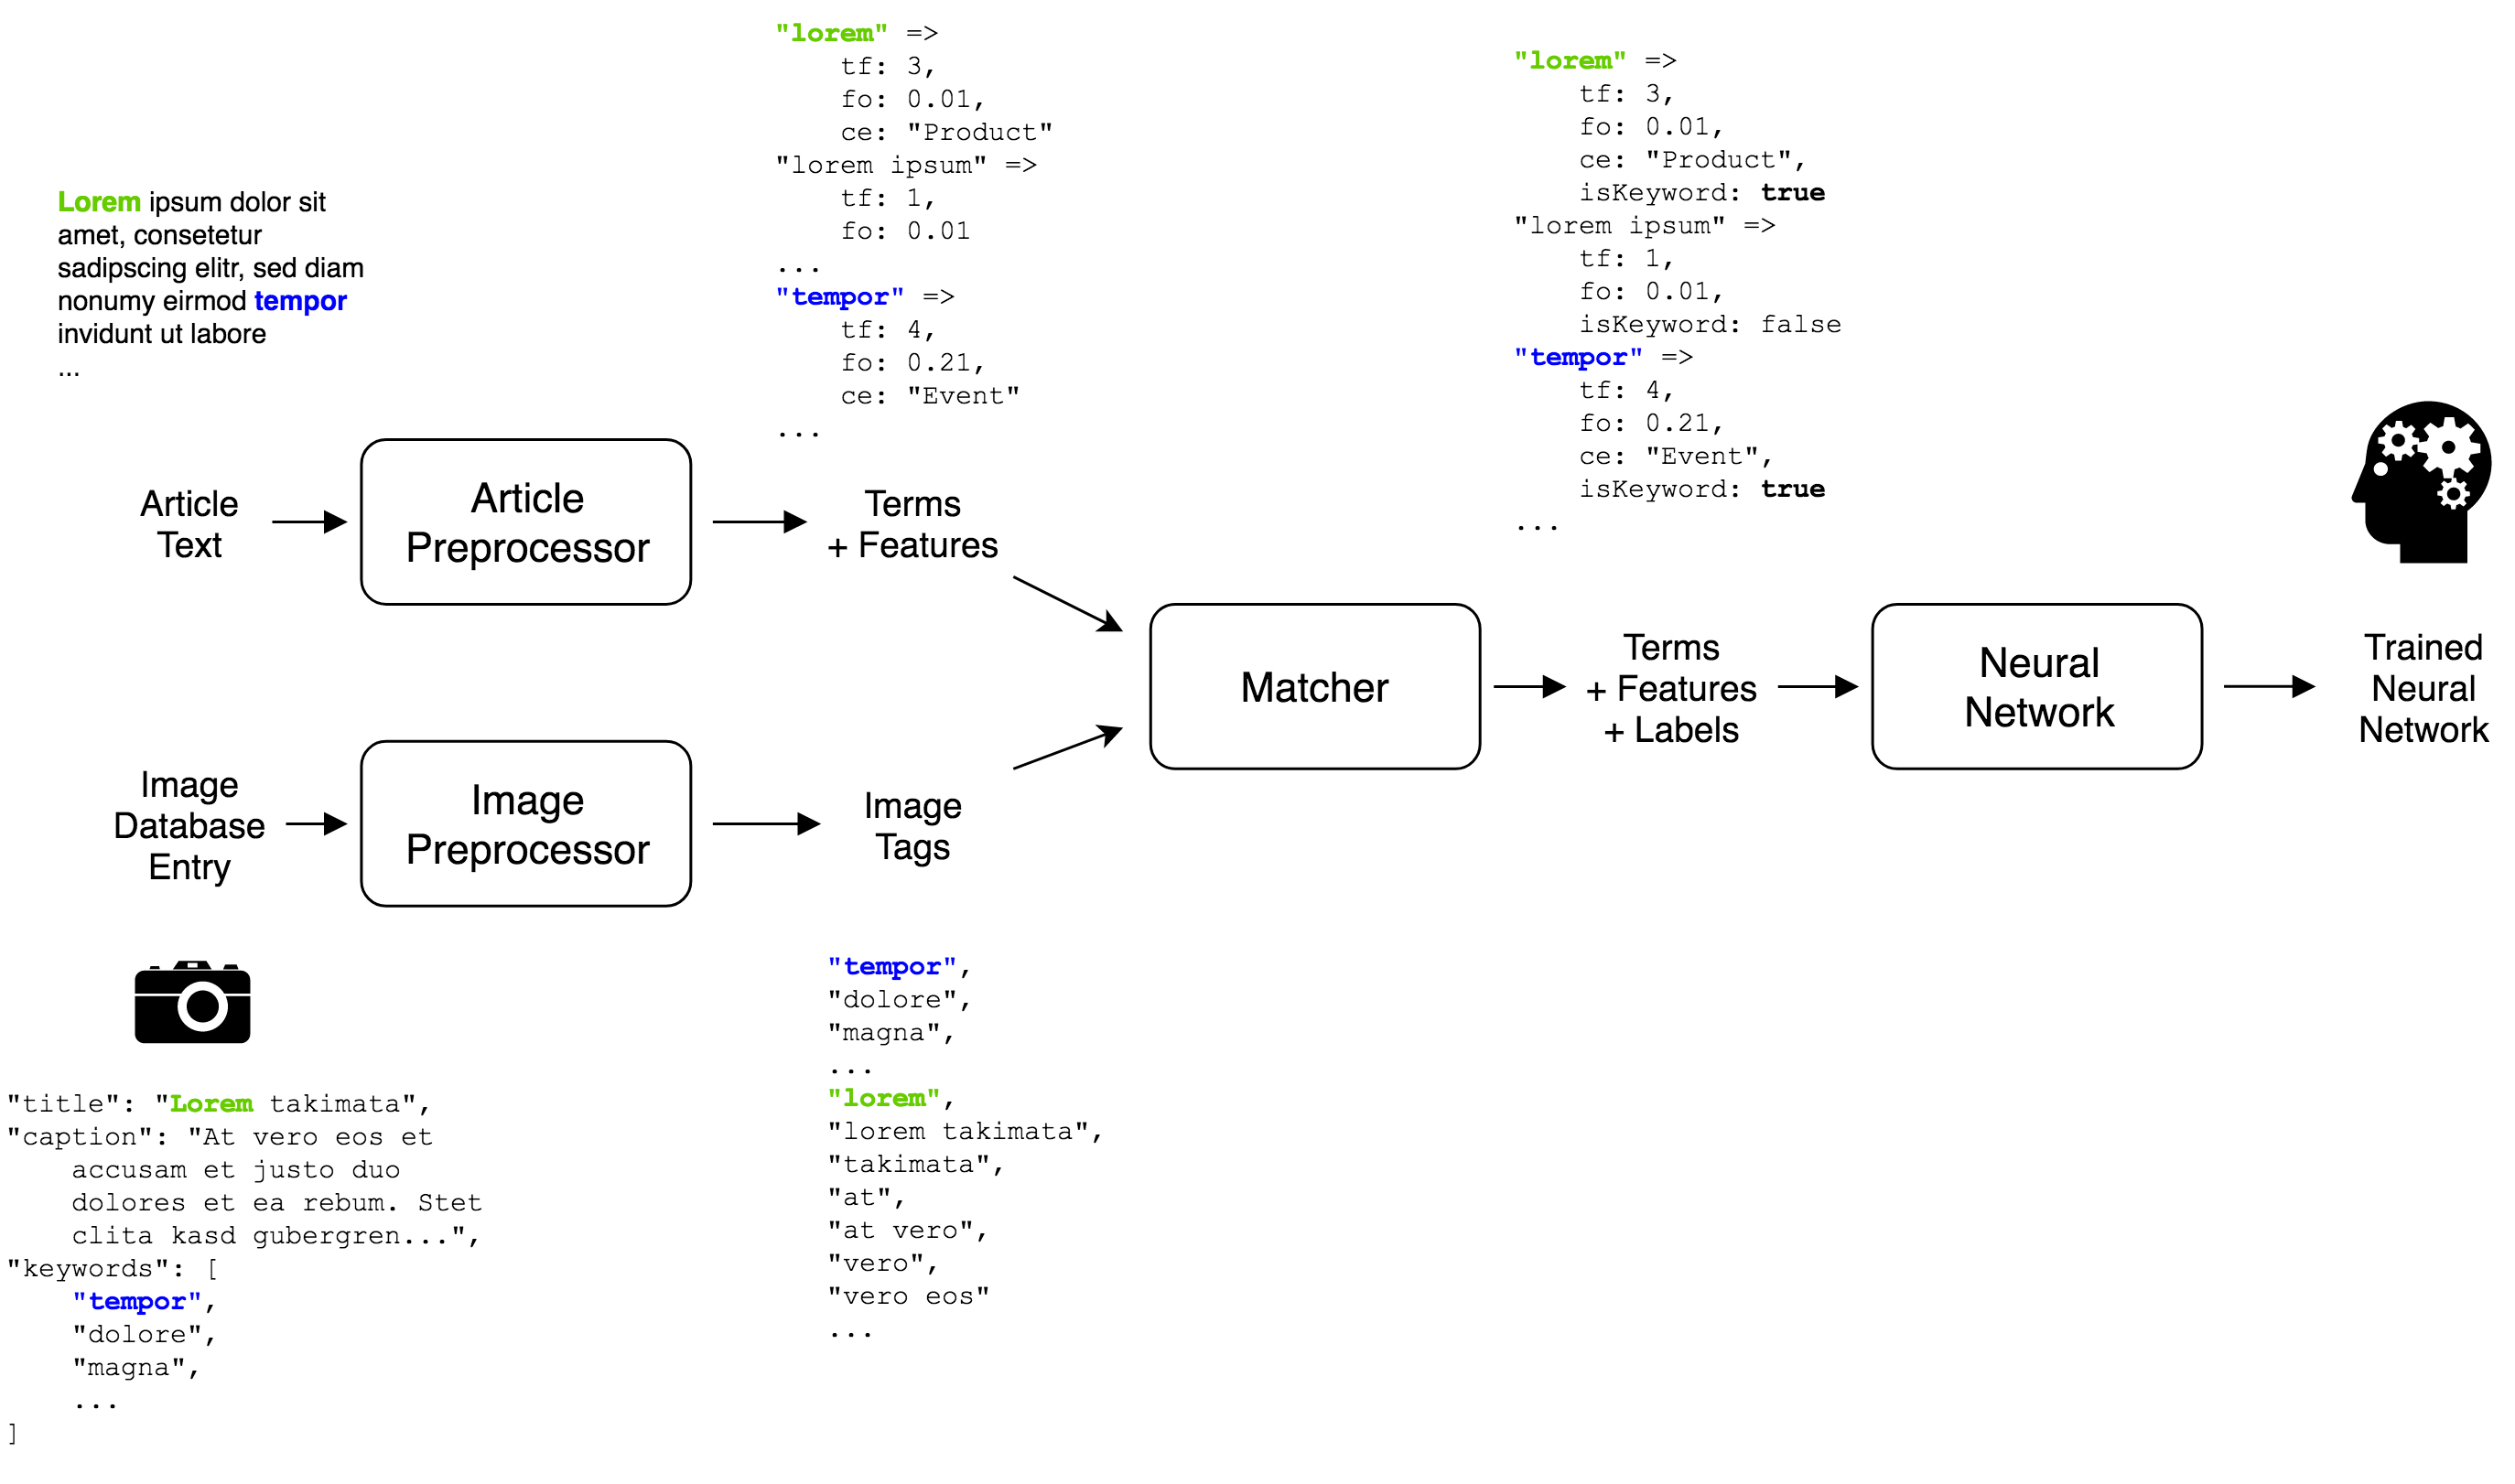 Lorem ipsum dolor sit
amet, consetetur
sadipscing elitr, sed diam
nonumy eirmod tempor
invidunt ut labore
...
"lorem" =>
    tf: 3,
    fo: 0.01,
    ce: "Product"
"lorem ipsum" =>
    tf: 1,
    fo: 0.01
...
"tempor" =>
    tf: 4,
    fo: 0.21,
    ce: "Event"
...
"lorem" =>
    tf: 3,
    fo: 0.01,
    ce: "Product",
    isKeyword: true
"lorem ipsum" =>
    tf: 1,
    fo: 0.01,
    isKeyword: false
"tempor" =>
    tf: 4,
    fo: 0.21,
    ce: "Event",
    isKeyword: true
...
Article
Text
Article
Preprocessor
Terms
+ Features
Image
Database
Entry
Image
Preprocessor
Image
Tags
Matcher
Terms
+ Features
+ Labels
Neural
Network
Trained
Neural
Network
"title": "Lorem takimata",
"caption": "At vero eos et
    accusam et justo duo
    dolores et ea rebum. Stet
    clita kasd gubergren...",
"keywords": [
    "tempor",
    "dolore",
    "magna",
    ...
]
"tempor",
"dolore",
"magna",
...
"lorem",
"lorem takimata",
"takimata",
"at",
"at vero",
"vero",
"vero eos"
...